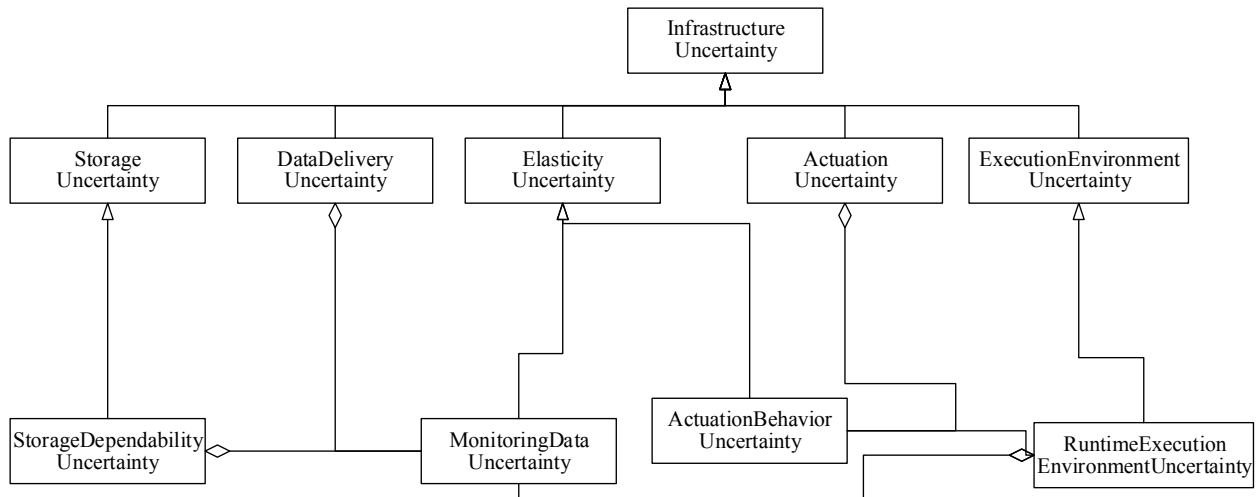 Infrastructure
Uncertainty
Storage
Uncertainty
DataDelivery
Uncertainty
Elasticity
Uncertainty
Actuation
Uncertainty
ExecutionEnvironment
Uncertainty
StorageDependability
Uncertainty
MonitoringData
Uncertainty
ActuationBehavior
Uncertainty
RuntimeExecution
EnvironmentUncertainty